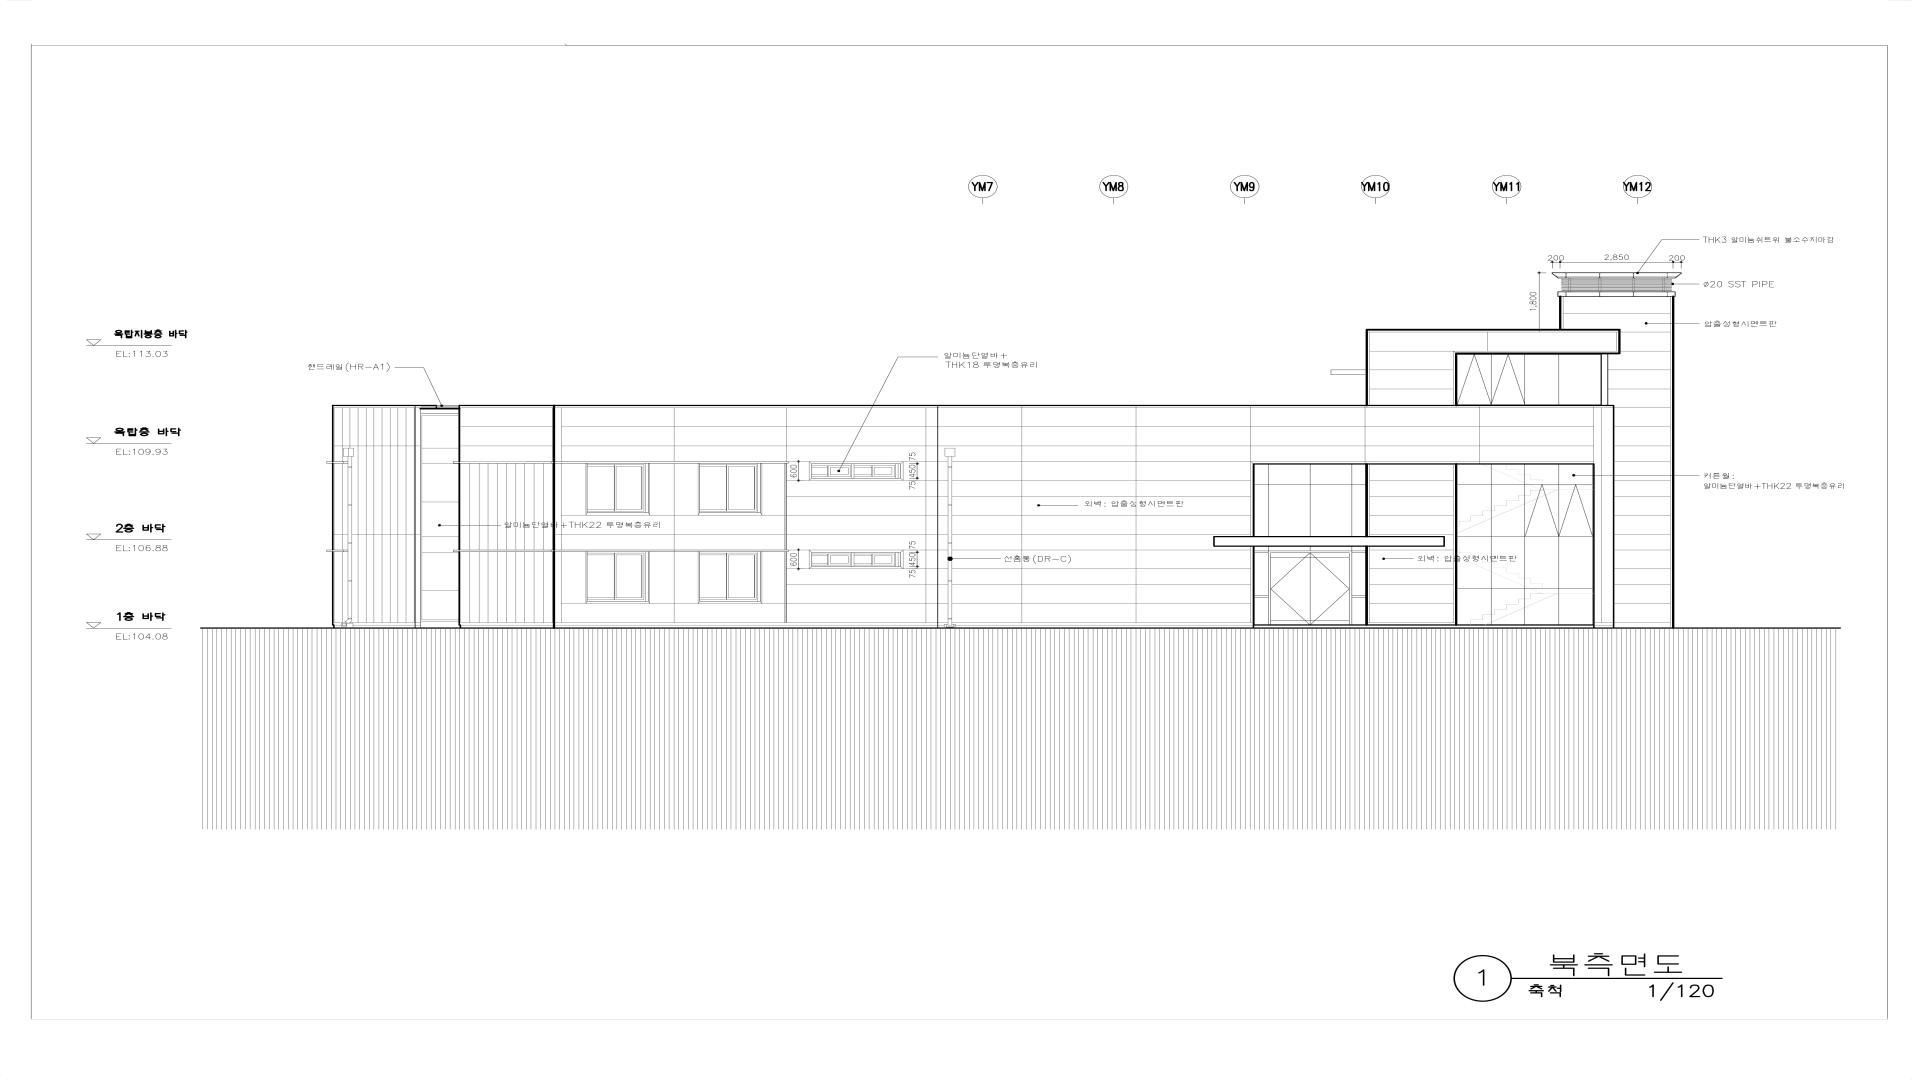 YM7 YM8 YM9 YM10 YM11 YM12
THK3 알미늄쉬트위 불소수지마감
200 2,850 200
ø20 SST PIPE
1,800
압출성형시멘트판
옥탑지붕층 바닥
EL:113.03
핸드레일(HR-A1)
알미늄단열바+
THK18 투명복층유리
옥탑층 바닥
EL:109.93
600
75 450 75
커튼월:
알미늄단열바+THK22 투명복층유리
외벽: 압출성형시멘트판
2층 바닥
EL:106.88
알미늄단열바+THK22 투명복층유리
600
75 450 75
선홈통(DR-C)
외벽: 압출성형시멘트판
1층 바닥
EL:104.08
1
북측면도
축척 1/120